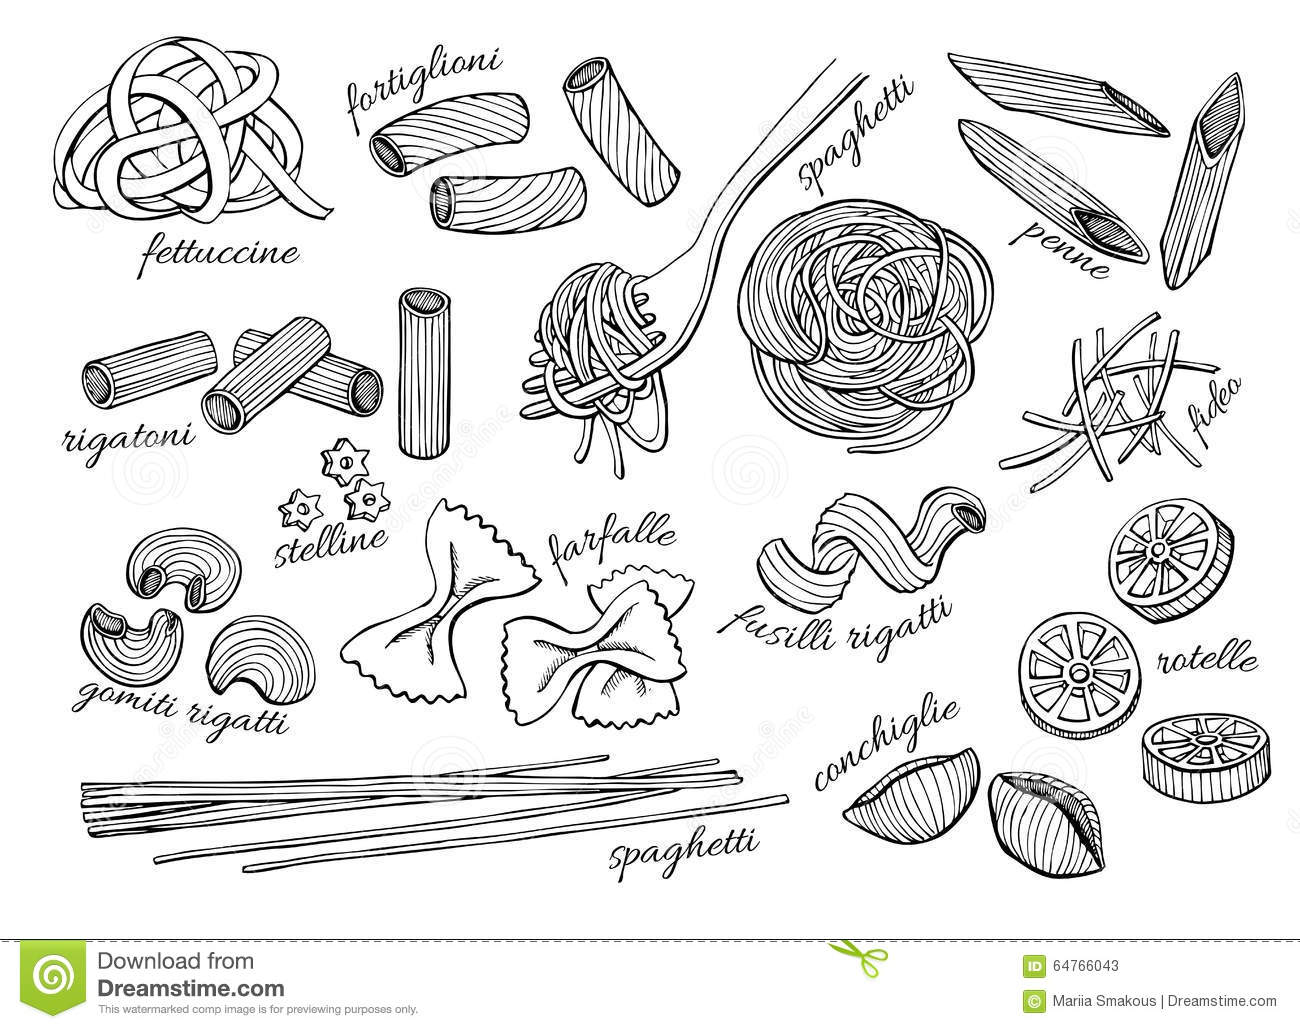 fortiglioni
spaghetti
fettuccine
penne
rigatoni
fideo
stelline
farfalle
fusilli rigatti
rotelle
gomiti rigatti
conchiglie
spaghetti
Download from
Dreamstime.com
This watermarked comp image is for previewing purposes only.
ID 64766043
© Mariia Smakous | Dreamstime.com